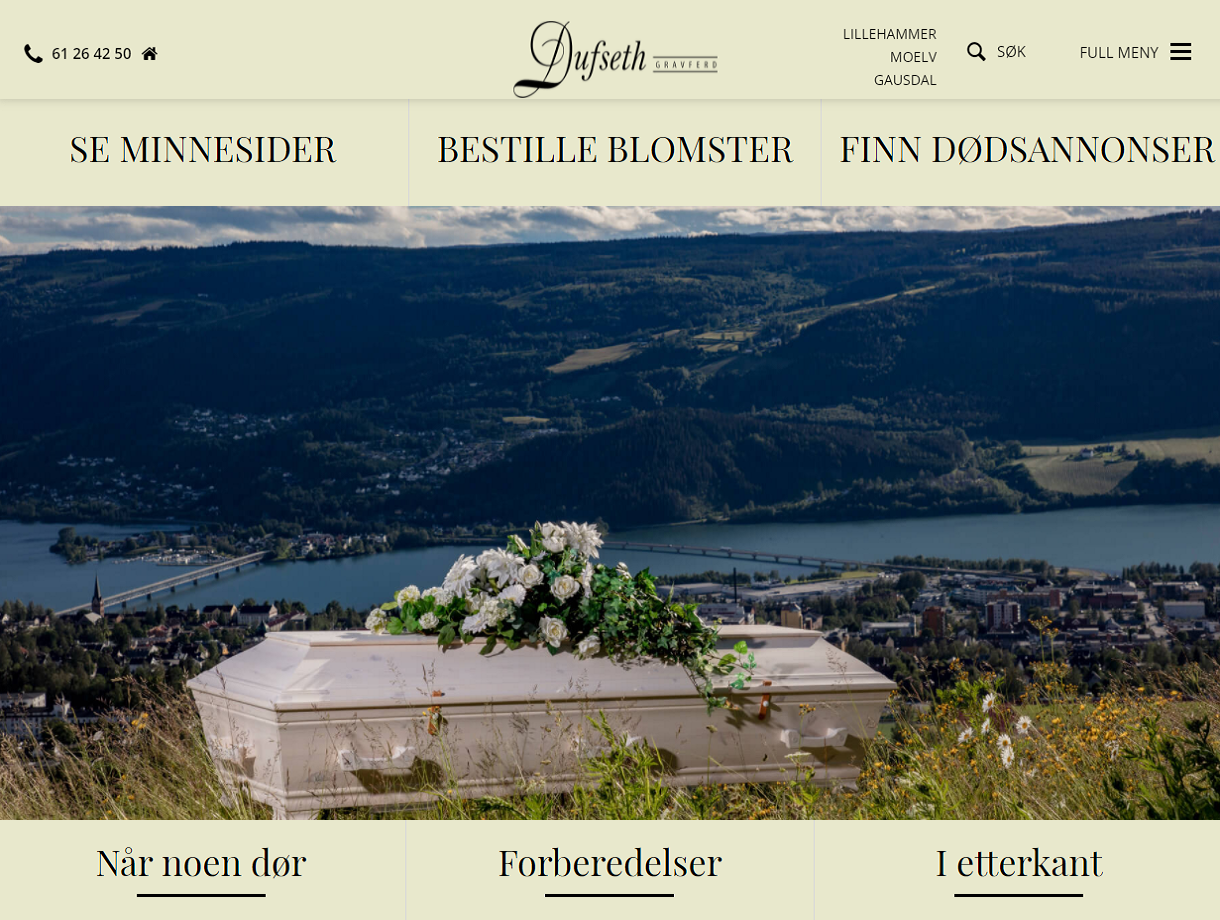 61 26 42 50
Dufseth GRAVFERD
LILLEHAMMER
MOELV
GAUSDAL
SØK
FULL MENY
SE MINNESIDER
BESTILLE BLOMSTER
FINN DØDSANNONSER
Når noen dør
Forberedelser
I etterkant